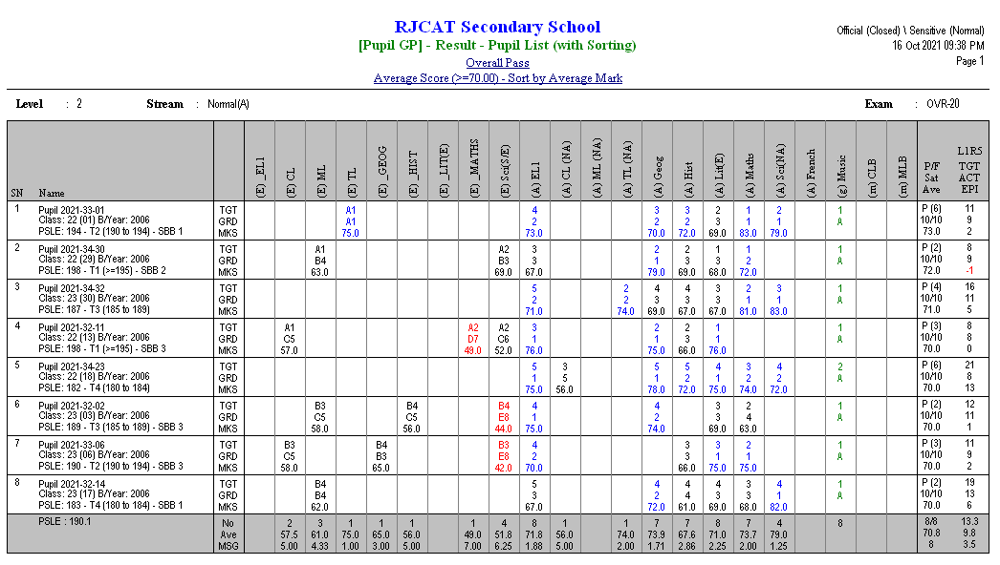 RJCAT Secondary School
[Pupil GP] - Result - Pupil List (with Sorting)
Overall Pass
Average Score (>=70.00) - Sort by Average Mark
Official (Closed) \ Sensitive (Normal)
16 Oct 2021 09:38 PM
Page 1
Level : 2 Stream : Normal(A) Exam : OVR-20
SN Name (E) _EL1 (E) CL (E) ML (E) TL (E) _GEOG (E) _HIST (E) _LIT(E) (E) _MATHS (E) Sci(S/E) (A) EL1 (A) CL (NA) (A) ML (NA) (A) TL (NA) (A) Geog (A) Hist (A) Lit(E) (A) Maths (A) Sci(NA) (A) French (g) Music (m) CLB (m) MLB P/F Sat Ave L1R5 TGT ACT EPI
1 Pupil 2021-33-01 TGT A1 4 3 3 2 1 2 1 P (6) 11
Class: 22 (01) B/Year: 2006 GRD A1 2 2 2 3 1 1 A 10/10 9
PSLE: 194 - T2 (190 to 194) - SBB 1 MKS 75.0 73.0 70.0 72.0 69.0 83.0 79.0 73.0 2
2 Pupil 2021-34-30 TGT A1 A2 3 2 3 1 1 1 P (2) 8
Class: 22 (29) B/Year: 2006 GRD B4 B3 3 1 3 3 2 A 10/10 9
PSLE: 198 - T1 (>=195) - SBB 2 MKS 63.0 69.0 67.0 79.0 69.0 68.0 72.0 72.0 -1
3 Pupil 2021-34-32 TGT 5 2 4 4 3 2 3 1 P (4) 16
Class: 23 (30) B/Year: 2006 GRD 2 2 3 3 3 1 1 A 10/10 11
PSLE: 187 - T3 (185 to 189) MKS 71.0 74.0 69.0 67.0 67.0 81.0 83.0 71.0 5
4 Pupil 2021-32-11 TGT A1 A2 A2 3 2 2 1 1 P (3) 8
Class: 22 (13) B/Year: 2006 GRD C5 D7 C6 1 1 3 1 A 10/10 8
PSLE: 198 - T1 (>=195) - SBB 3 MKS 57.0 49.0 52.0 76.0 75.0 66.0 76.0 70.0 0
5 Pupil 2021-34-23 TGT 5 3 5 5 4 3 4 2 P (6) 21
Class: 22 (18) B/Year: 2006 GRD 1 5 1 2 1 2 2 A 10/10 8
PSLE: 182 - T4 (180 to 184) MKS 75.0 56.0 78.0 72.0 75.0 74.0 72.0 70.0 13
6 Pupil 2021-32-02 TGT B3 B4 B4 4 4 3 2 1 P (2) 12
Class: 23 (03) B/Year: 2006 GRD C5 C5 E8 1 2 3 4 A 10/10 11
PSLE: 189 - T3 (185 to 189) - SBB 3 MKS 58.0 56.0 44.0 75.0 74.0 69.0 63.0 70.0 1
7 Pupil 2021-33-06 TGT B3 B4 B3 4 3 3 2 1 P (3) 11
Class: 23 (06) B/Year: 2006 GRD C5 B3 E8 2 3 1 1 A 10/10 9
PSLE: 190 - T2 (190 to 194) - SBB 3 MKS 58.0 65.0 42.0 70.0 66.0 75.0 75.0 70.0 2
8 Pupil 2021-32-14 TGT B4 5 4 4 4 3 4 1 P (2) 19
Class: 23 (17) B/Year: 2006 GRD B4 3 2 4 3 3 1 A 10/10 13
PSLE: 183 - T4 (180 to 184) - SBB 1 MKS 62.0 67.0 72.0 61.0 69.0 68.0 82.0 70.0 6
PSLE : 190.1 No 2 3 1 1 1 1 4 8 1 1 7 7 8 7 4 8 8/8 13.3
Ave 57.5 61.0 75.0 65.0 56.0 49.0 51.8 71.8 56.0 74.0 73.9 67.6 71.0 73.7 79.0 70.8 9.8
MSG 5.00 4.33 1.00 3.00 5.00 7.00 6.25 1.88 5.00 2.00 1.71 2.86 2.25 2.00 1.25 8 3.5